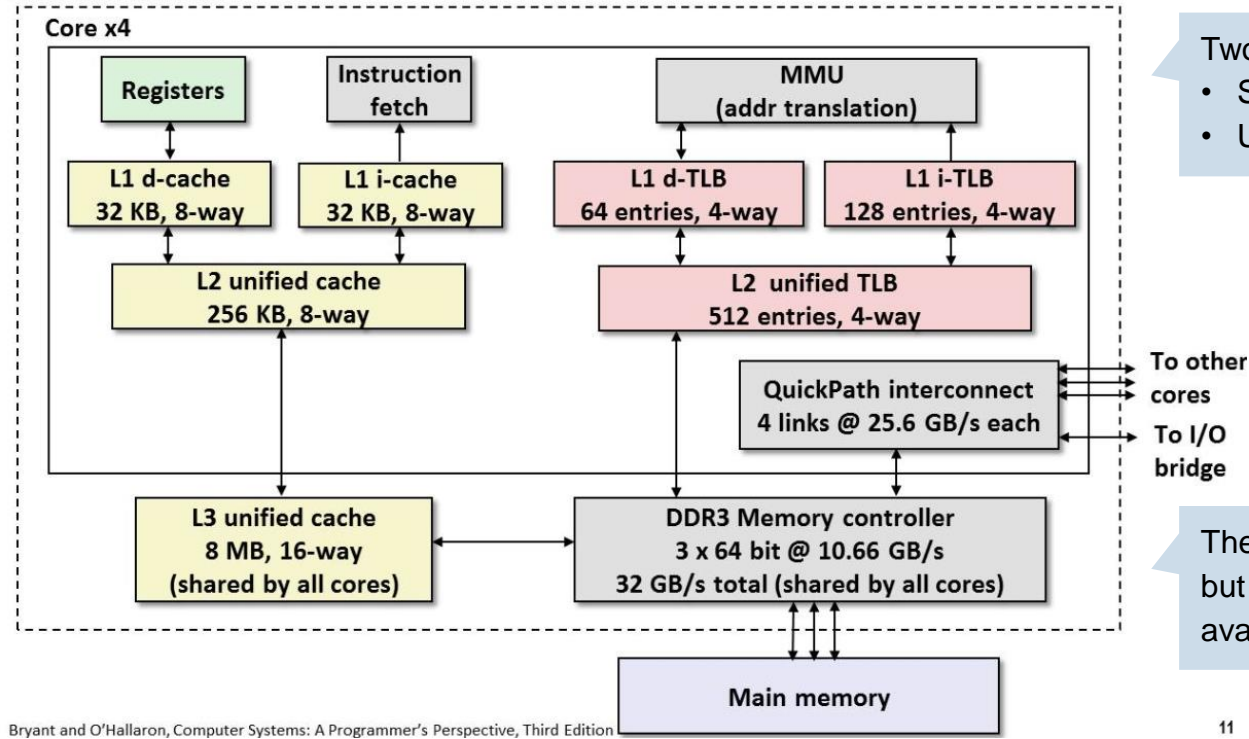 Core x4
Registers
Instruction
fetch
MMU
(addr translation)
L1 d-cache
32 KB, 8-way
L1 i-cache
32 KB, 8-way
L1 d-TLB
64 entries, 4-way
L1 i-TLB
128 entries, 4-way
L2 unified cache
256 KB, 8-way
L2 unified TLB
512 entries, 4-way
QuickPath interconnect
4 links @ 25.6 GB/s each
To other
cores
To I/O
bridge
L3 unified cache
8 MB, 16-way
(shared by all cores)
DDR3 Memory controller
3 x 64 bit @ 10.66 GB/s
32 GB/s total (shared by all cores)
Main memory
Two
• S
• U
The
but
ava
Bryant and O'Hallaron, Computer Systems: A Programmer's Perspective, Third Edition
11